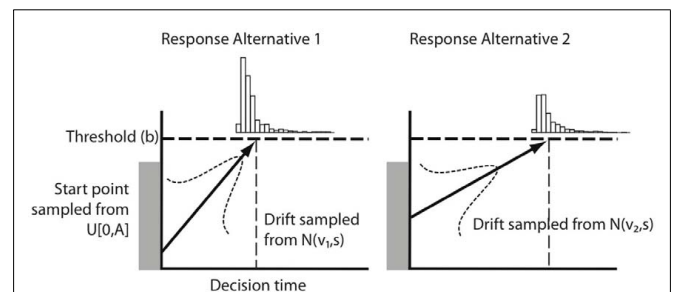 Response Alternative 1
Response Alternative 2
Threshold (b)
Start point
sampled from
U[0,A]
Drift sampled
from N(v₁,s)
Drift sampled from N(v₂,s)
Decision time